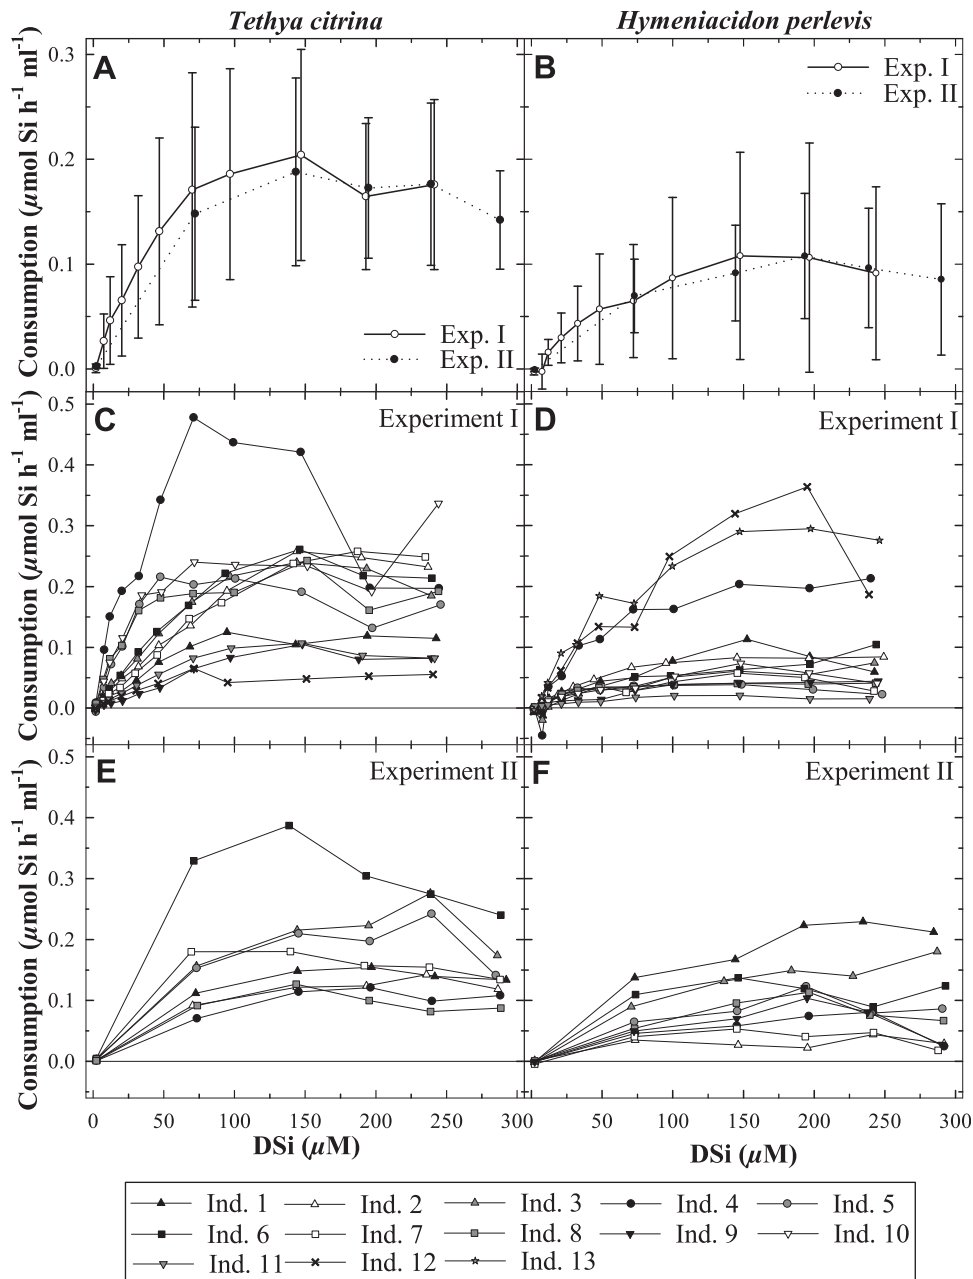 Tethya citrina
Hymeniacidon perlevis
A
B
Exp. I
Exp. II
Exp. I
Exp. II
0.3
0.2
0.1
0.0
Consumption (µmol Si h-1 ml-1)
C
Experiment I
D
Experiment I
0.5
0.4
0.3
0.2
0.1
0.0
Consumption (µmol Si h-1 ml-1)
E
Experiment II
F
Experiment II
0.5
0.4
0.3
0.2
0.1
0.0
Consumption (µmol Si h-1 ml-1)
0 50 100 150 200 250 300
50 100 150 200 250 300
DSi (µM)
DSi (µM)
Ind. 1 Ind. 2 Ind. 3 Ind. 4 Ind. 5
Ind. 6 Ind. 7 Ind. 8 Ind. 9 Ind. 10
Ind. 11 Ind. 12 Ind. 13